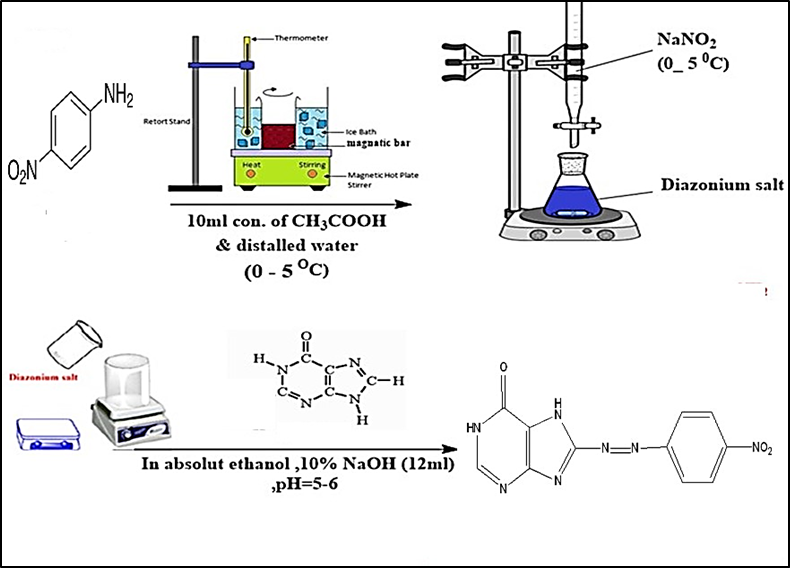 Thermometer
NaNO2
(0_ 5 0C)
NH2
Retort Stand
Ice Bath
magnatic bar
O2N
Heat
Stirring
Magnetic Hot Plate
Stirrer
Diazonium salt
10ml con. of CH3COOH
& distalled water
(0 - 5 OC)
Diazonium salt
O
H
N
C
C
N
C
H
C
N
C
N
H
O
HN
H
N
N
N
N
N
NO2
In absolut ethanol ,10% NaOH (12ml)
,pH=5-6